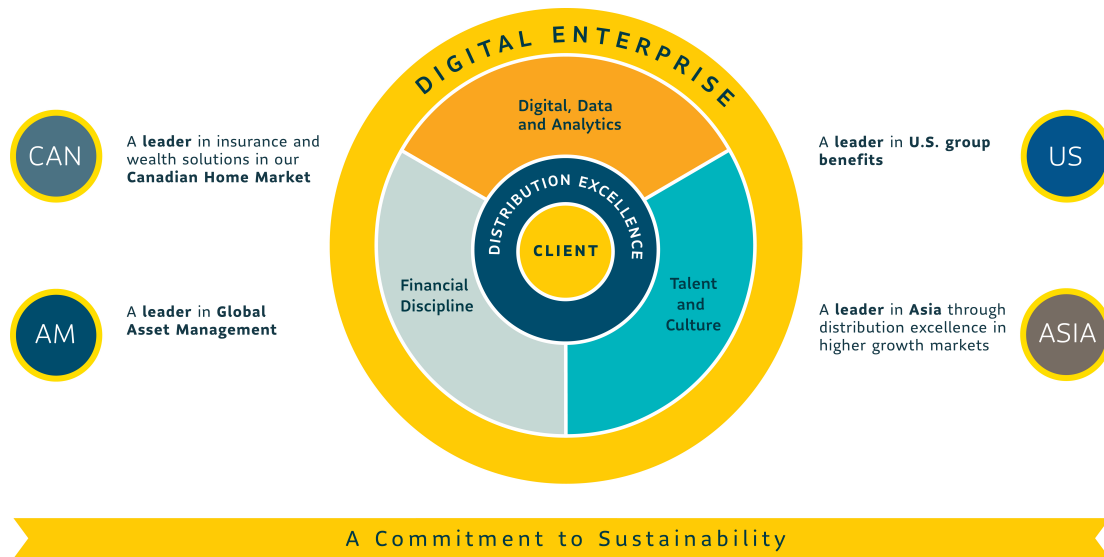 DIGITAL ENTERPRISE
Digital, Data
and Analytics
DISTRIBUTION EXCELLENCE
CLIENT
Financial
Discipline
Talent
and
Culture
CAN
A leader in insurance and
wealth solutions in our
Canadian Home Market
AM
A leader in Global
Asset Management
A leader in U.S. group
benefits
US
A leader in Asia through
distribution excellence in
higher growth markets
ASIA
A Commitment to Sustainability